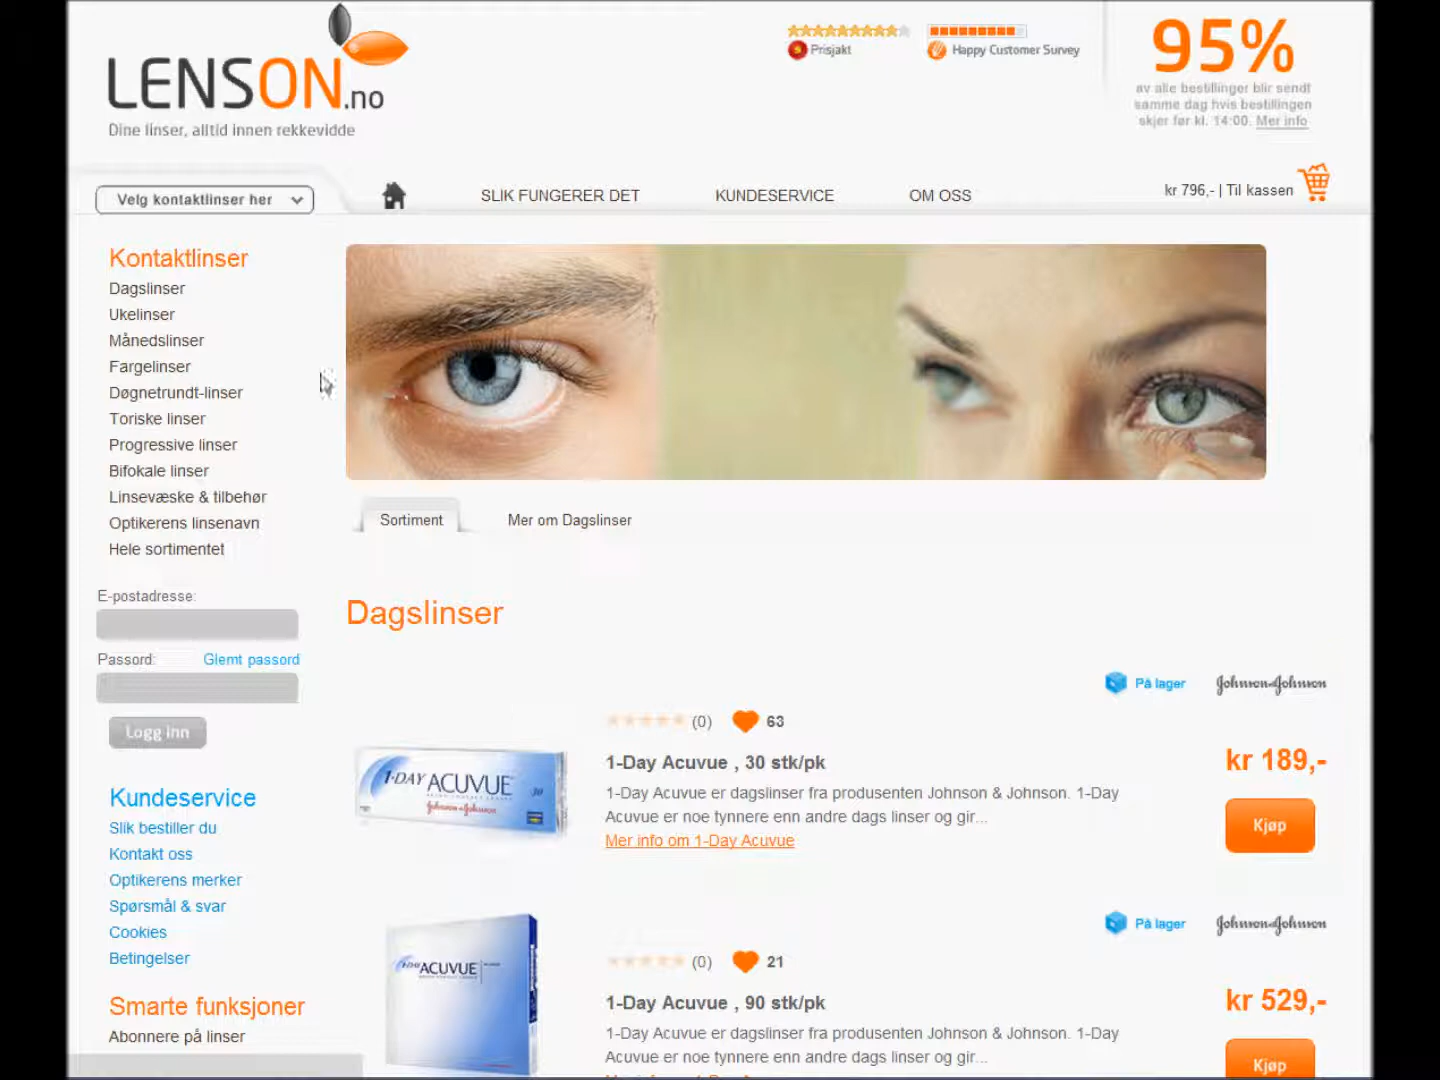 LENSON.no
Dine linser, alltid innen rekkevidde
Prisjakt
Happy Customer Survey
95%
av alle bestillinger blir sendt
samme dag hvis bestillingen
skjer før kl. 14:00. Mer info
Velg kontaktlinser her
SLIK FUNGERER DET
KUNDESERVICE
OM OSS
kr 796,- | Til kassen
Kontaktlinser
Dagslinser
Ukelinser
Månedslinser
Fargelinser
Døgnetrundt-linser
Toriske linser
Progressive linser
Bifokale linser
Linsevæske & tilbehør
Optikerens linsenavn
Hele sortimentet
E-postadresse:
Passord: Glemt passord
Logg inn
Kundeservice
Slik bestiller du
Kontakt oss
Optikerens merker
Spørsmål & svar
Cookies
Betingelser
Smarte funksjoner
Abonnere på linser
Sortiment
Mer om Dagslinser
Dagslinser
På lager
Johnson & Johnson
(0) 63
1-DAY ACUVUE
30
Johnson & Johnson
1-Day Acuvue , 30 stk/pk
1-Day Acuvue er dagslinser fra produsenten Johnson & Johnson. 1-Day
Acuvue er noe tynnere enn andre dags linser og gir...
Mer info om 1-Day Acuvue
kr 189,-
Kjøp
På lager
Johnson & Johnson
(0) 21
ACUVUE
1-Day Acuvue , 90 stk/pk
1-Day Acuvue er dagslinser fra produsenten Johnson & Johnson. 1-Day
Acuvue er noe tynnere enn andre dags linser og gir...
kr 529,-
Kjøp